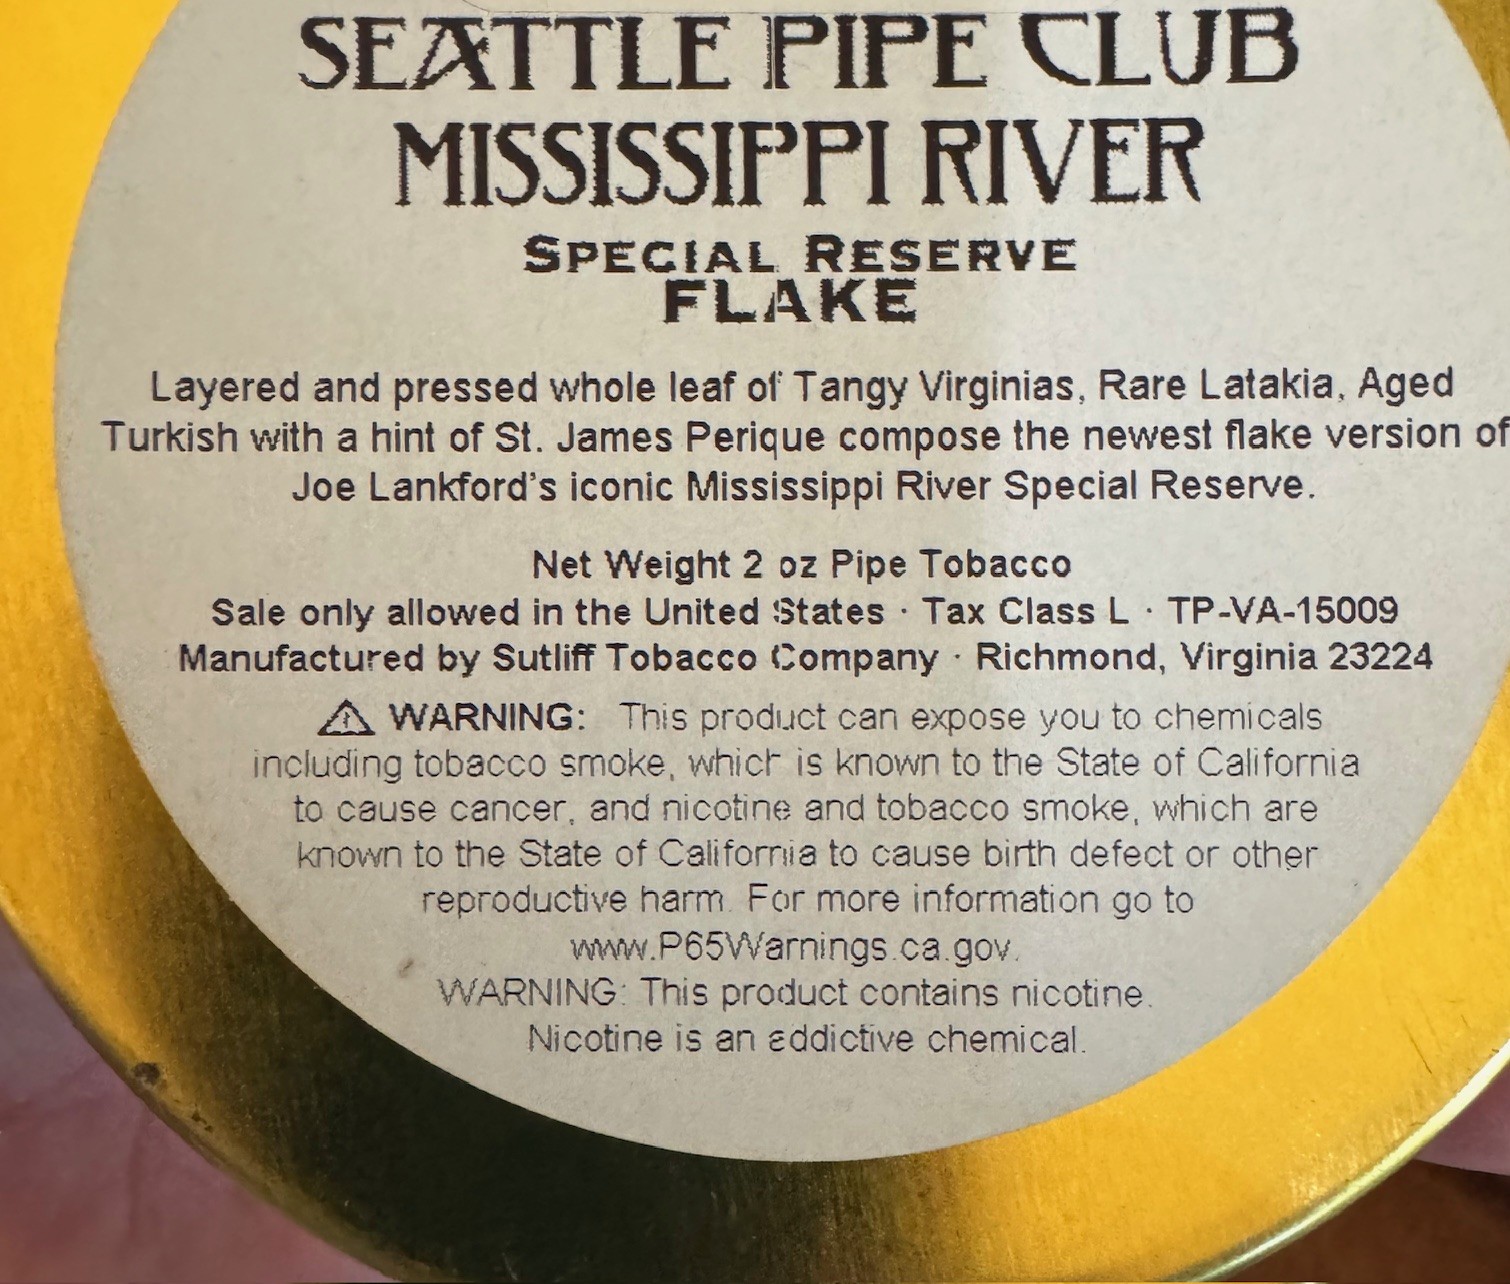 SEATTLE PIPE CLUB
MISSISSIPPI RIVER
SPECIAL RESERVE
FLAKE
Layered and pressed whole leaf of Tangy Virginias, Rare Latakia, Aged
Turkish with a hint of St. James Perique compose the newest flake version of
Joe Lankford's iconic Mississippi River Special Reserve.
Net Weight 2 oz Pipe Tobacco
Sale only allowed in the United States · Tax Class L · TP-VA-15009
Manufactured by Sutliff Tobacco Company · Richmond, Virginia 23224
⚠ WARNING: This product can expose you to chemicals
including tobacco smoke, which is known to the State of California
to cause cancer, and nicotine and tobacco smoke, which are
known to the State of California to cause birth defect or other
reproductive harm. For more information go to
www.P65Warnings.ca.gov.
WARNING: This product contains nicotine.
Nicotine is an addictive chemical.